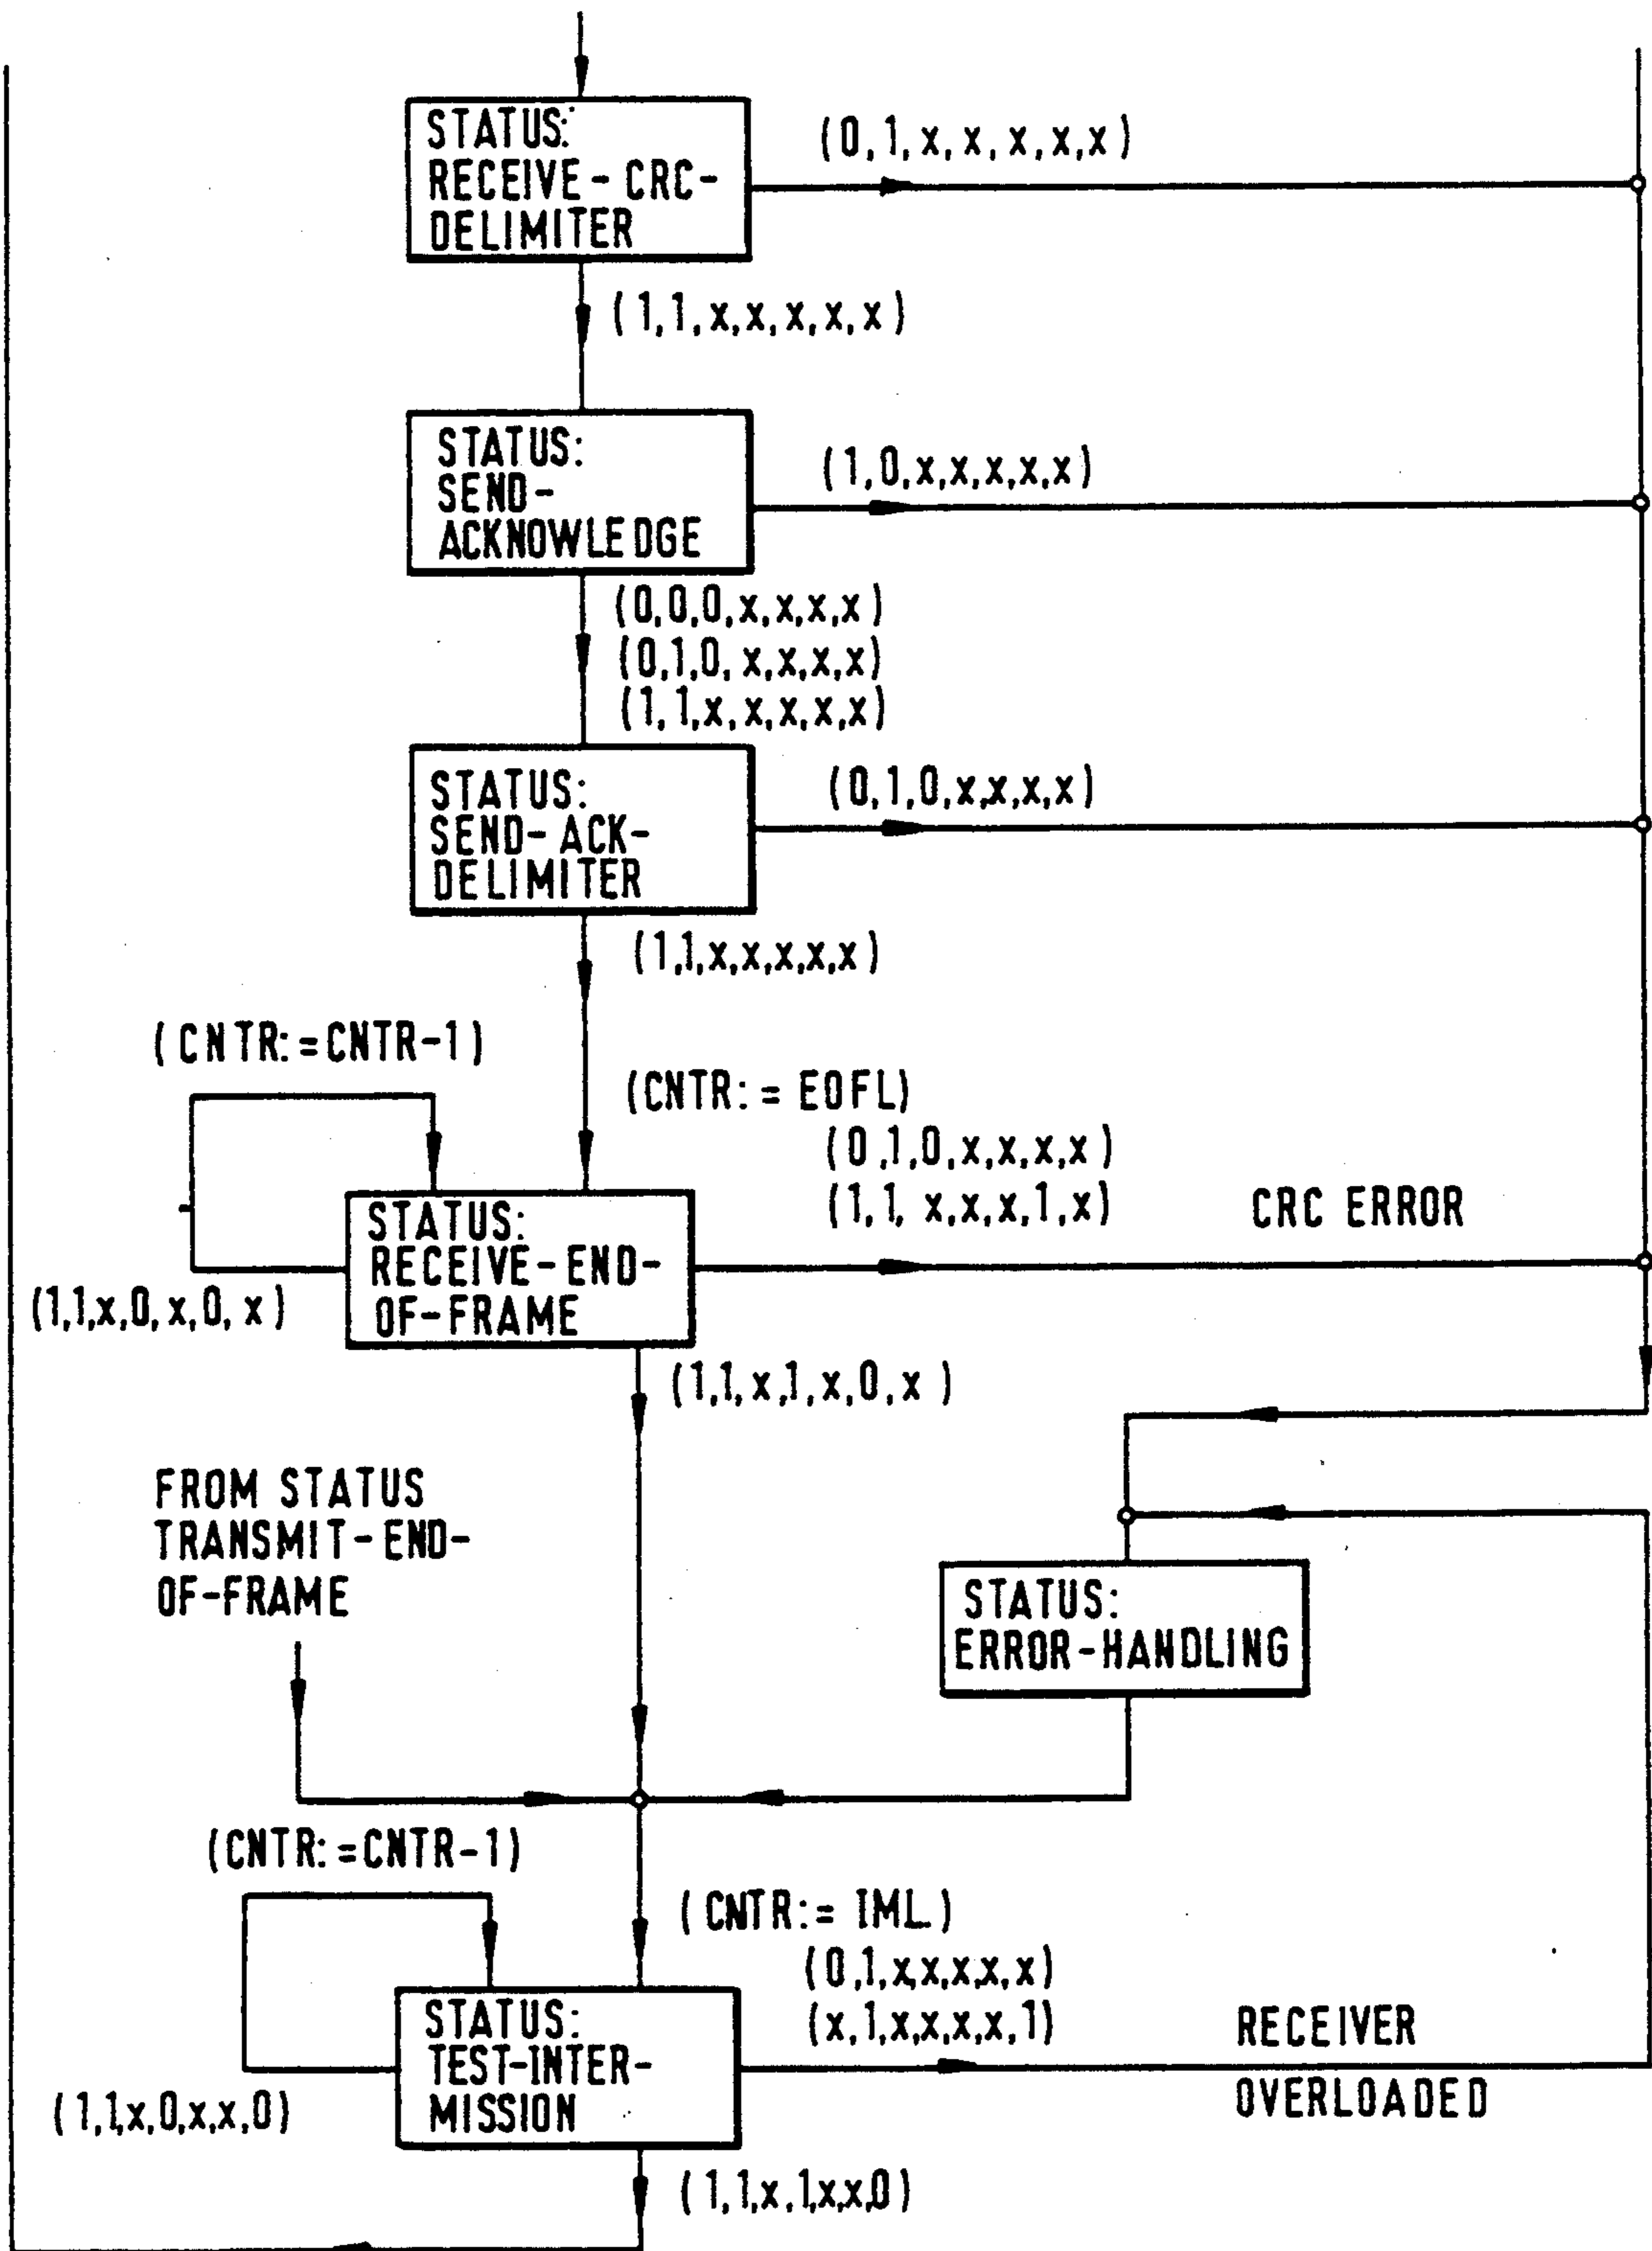 STATUS:
RECEIVE-CRC-
DELIMITER
(0,1,x,x,x,x,x)
(1,1,x,x,x,x,x)
STATUS:
SEND-
ACKNOWLEDGE
(1,0,x,x,x,x,x)
(0,0,0,x,x,x,x)
(0,1,0,x,x,x,x)
(1,1,x,x,x,x,x)
STATUS:
SEND-ACK-
DELIMITER
(0,1,0,x,x,x,x)
(1,1,x,x,x,x,x)
(CNTR:=CNTR-1)
(CNTR:=EOFL)
(0,1,0,x,x,x,x)
(1,1,x,x,x,1,x)
CRC ERROR
STATUS:
RECEIVE-END-
OF-FRAME
(1,1,x,0,x,0,x)
(1,1,x,1,x,0,x)
FROM STATUS
TRANSMIT-END-
OF-FRAME
STATUS:
ERROR-HANDLING
(CNTR:=CNTR-1)
(CNTR:=IML)
(0,1,x,x,x,x,x)
(x,1,x,x,x,x,1)
RECEIVER
OVERLOADED
STATUS:
TEST-INTER-
MISSION
(1,1,x,0,x,x,0)
(1,1,x,1,x,x,0)